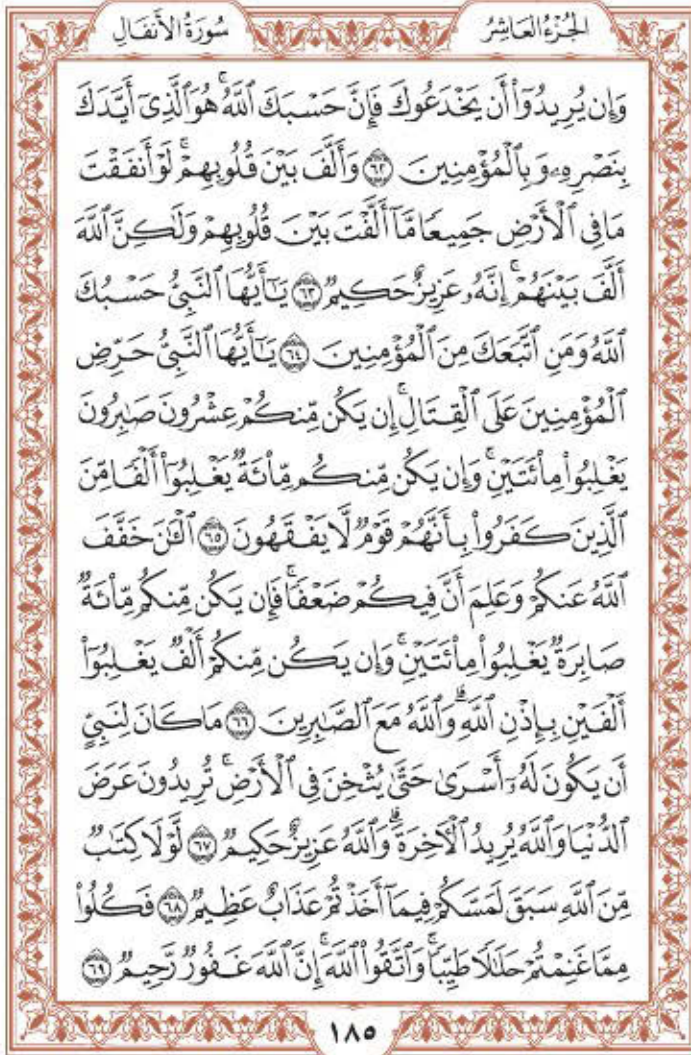 الجُزْءُ العَاشِرُ
سُورَةُ الأَنفَالِ
وَإِن يُرِيدُوٓا۟ أَن يَخْدَعُوكَ فَإِنَّ حَسْبَكَ ٱللَّهُ ۚ هُوَ ٱلَّذِىٓ أَيَّدَكَ
بِنَصْرِهِۦ وَبِٱلْمُؤْمِنِينَ ٦٢ وَأَلَّفَ بَيْنَ قُلُوبِهِمْ ۚ لَوْ أَنفَقْتَ
مَا فِى ٱلْأَرْضِ جَمِيعًا مَّآ أَلَّفْتَ بَيْنَ قُلُوبِهِمْ وَلَٰكِنَّ ٱللَّهَ
أَلَّفَ بَيْنَهُمْ ۚ إِنَّهُۥ عَزِيزٌ حَكِيمٌ ٦٣ يَٰٓأَيُّهَا ٱلنَّبِىُّ حَسْبُكَ
ٱللَّهُ وَمَنِ ٱتَّبَعَكَ مِنَ ٱلْمُؤْمِنِينَ ٦٤ يَٰٓأَيُّهَا ٱلنَّبِىُّ حَرِّضِ
ٱلْمُؤْمِنِينَ عَلَى ٱلْقِتَالِ ۚ إِن يَكُن مِّنكُمْ عِشْرُونَ صَٰبِرُونَ
يَغْلِبُوا۟ مِا۟ئَتَيْنِ ۚ وَإِن يَكُن مِّنكُم مِّا۟ئَةٌ يَغْلِبُوٓا۟ أَلْفًا مِّنَ
ٱلَّذِينَ كَفَرُوا۟ بِأَنَّهُمْ قَوْمٌ لَّا يَفْقَهُونَ ٦٥ ٱلْـَٰٔنَ خَفَّفَ
ٱللَّهُ عَنكُمْ وَعَلِمَ أَنَّ فِيكُمْ ضَعْفًا ۚ فَإِن يَكُن مِّنكُم مِّا۟ئَةٌ
صَابِرَةٌ يَغْلِبُوا۟ مِا۟ئَتَيْنِ ۚ وَإِن يَكُن مِّنكُمْ أَلْفٌ يَغْلِبُوٓا۟
أَلْفَيْنِ بِإِذْنِ ٱللَّهِ ۗ وَٱللَّهُ مَعَ ٱلصَّٰبِرِينَ ٦٦ مَا كَانَ لِنَبِىٍّ
أَن يَكُونَ لَهُۥٓ أَسْرَىٰ حَتَّىٰ يُثْخِنَ فِى ٱلْأَرْضِ ۚ تُرِيدُونَ عَرَضَ
ٱلدُّنْيَا وَٱللَّهُ يُرِيدُ ٱلْءَاخِرَةَ ۗ وَٱللَّهُ عَزِيزٌ حَكِيمٌ ٦٧ لَّوْلَا كِتَٰبٌ
مِّنَ ٱللَّهِ سَبَقَ لَمَسَّكُمْ فِيمَآ أَخَذْتُمْ عَذَابٌ عَظِيمٌ ٦٨ فَكُلُوا۟
مِمَّا غَنِمْتُمْ حَلَٰلًا طَيِّبًا ۚ وَٱتَّقُوا۟ ٱللَّهَ ۚ إِنَّ ٱللَّهَ غَفُورٌ رَّحِيمٌ ٦٩
١٨٥